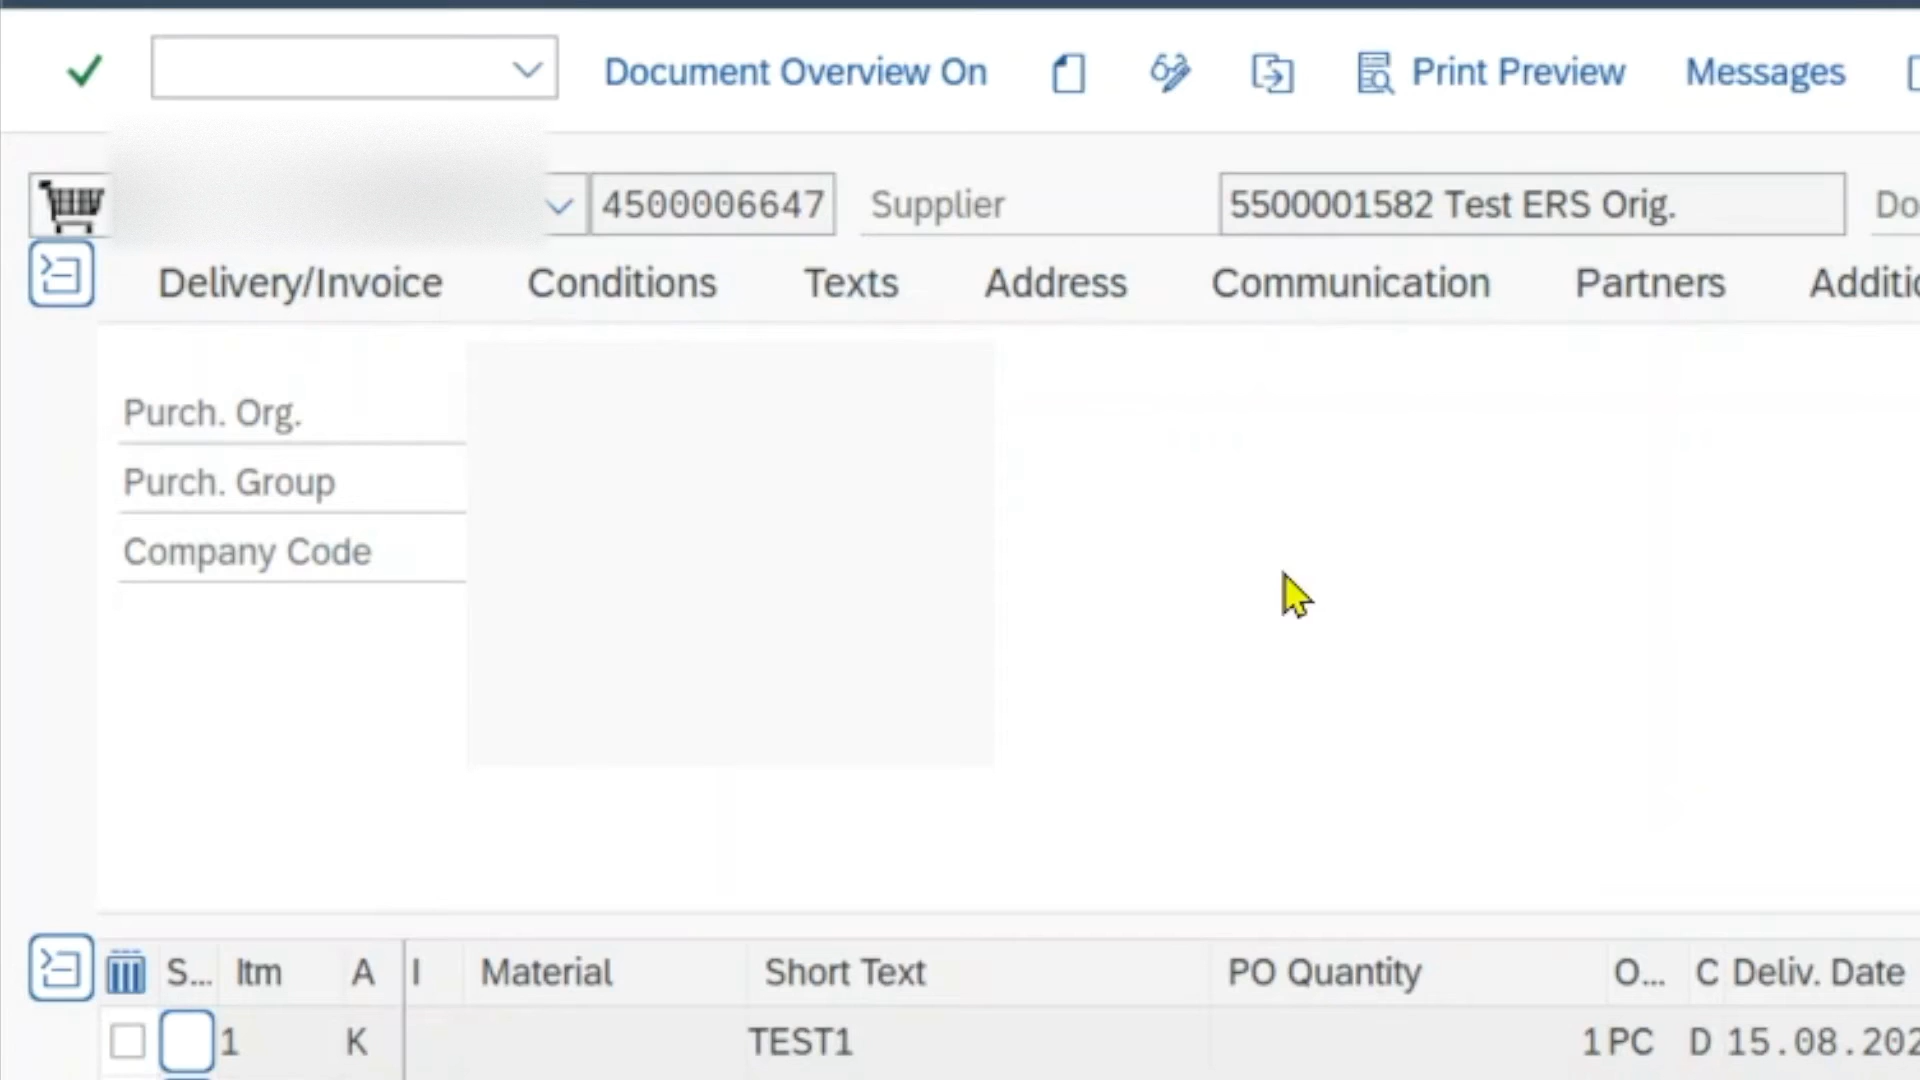 Document Overview On Print Preview Messages
4500006647 Supplier 5500001582 Test ERS Orig. Do
Delivery/Invoice Conditions Texts Address Communication Partners Additic
Purch. Org.
Purch. Group
Company Code
S... Itm A I Material Short Text PO Quantity O... C Deliv. Date
1 K TEST1 1 PC D 15.08.202